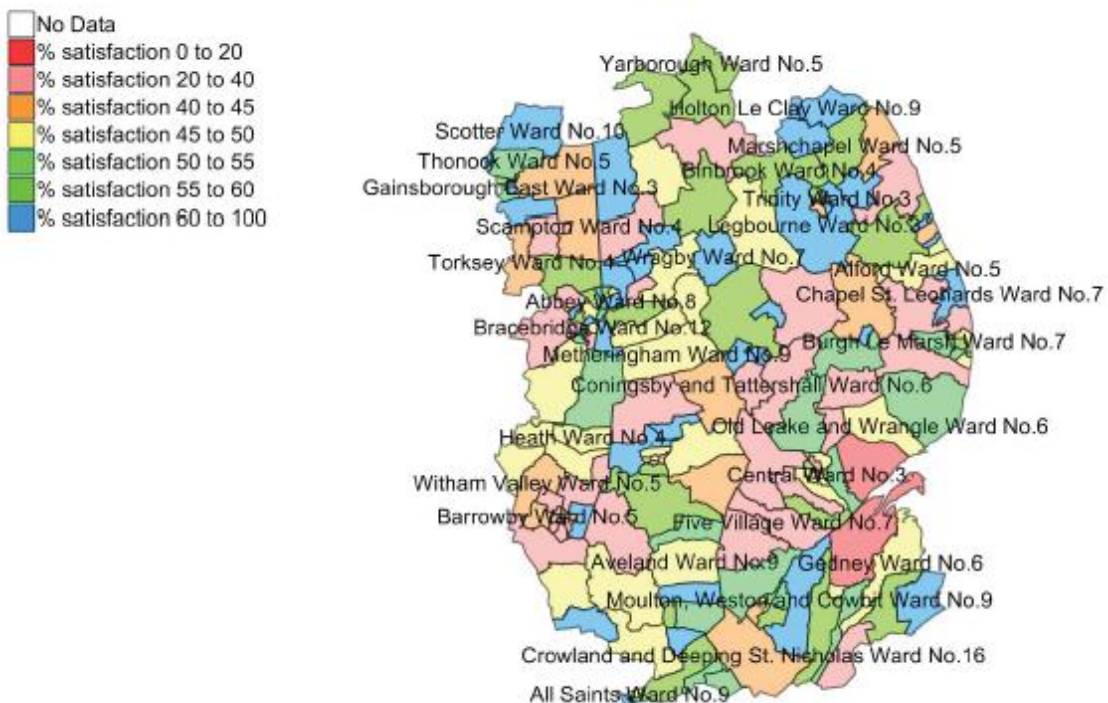 No Data
% satisfaction 0 to 20
% satisfaction 20 to 40
% satisfaction 40 to 45
% satisfaction 45 to 50
% satisfaction 50 to 55
% satisfaction 55 to 60
% satisfaction 60 to 100
Yarborough Ward No.5
Holton Le Clay Ward No.9
Scotter Ward No.10
Marshchapel Ward No.5
Thonock Ward No.5
Binbrook Ward No.4
Gainsborough East Ward No.3
Trinity Ward No.3
Scampton Ward No.4
Legbourne Ward No.3
Torksey Ward No.4
Wragby Ward No.7
Alford Ward No.5
Abbey Ward No.8
Chapel St. Leonards Ward No.7
Bracebridge Ward No.12
Burgh Le Marsh Ward No.7
Metheringham Ward No.9
Coningsby and Tattershall Ward No.6
Old Leake and Wrangle Ward No.6
Heath Ward No.4
Central Ward No.3
Witham Valley Ward No.5
Barrowby Ward No.5
Five Village Ward No.7
Aveland Ward No.9
Gedney Ward No.6
Moulton, Weston and Cowbit Ward No.9
Crowland and Deeping St. Nicholas Ward No.16
All Saints Ward No.9